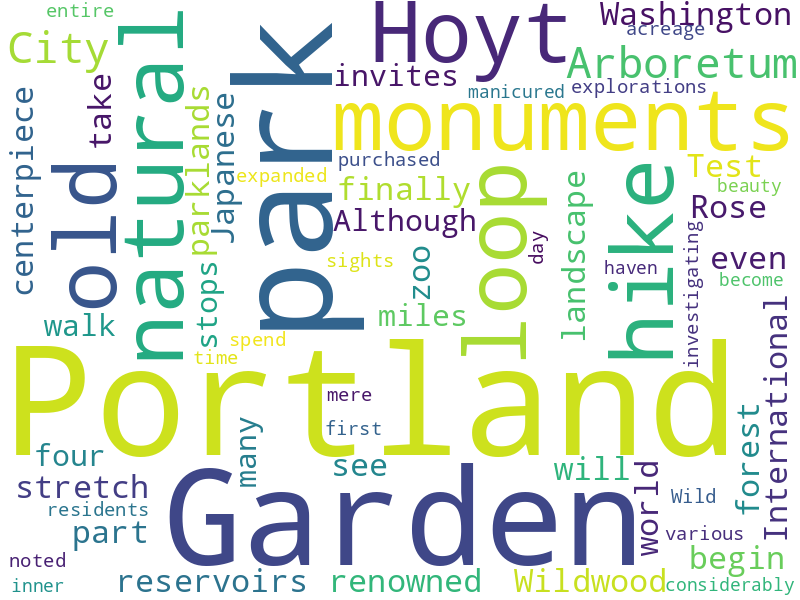 entire
City
natural
park
Hoyt
Washington
acreage
Arboretum
invites
manicured
explorations
take
centerpiece
parklands
Japanese
monuments
purchased
old
expanded
finally
loop
landscape
hike
Test
beauty
Although
Rose
sights
zoo
day
haven
investigating
even
become
stops
walk
miles
International
spend
time
Portland
mere
first
many
four
see
Garden
will
world
forest
stretch
Wild
residents
part
various
noted
begin
inner
reservoirs
renowned
Wildwood
considerably